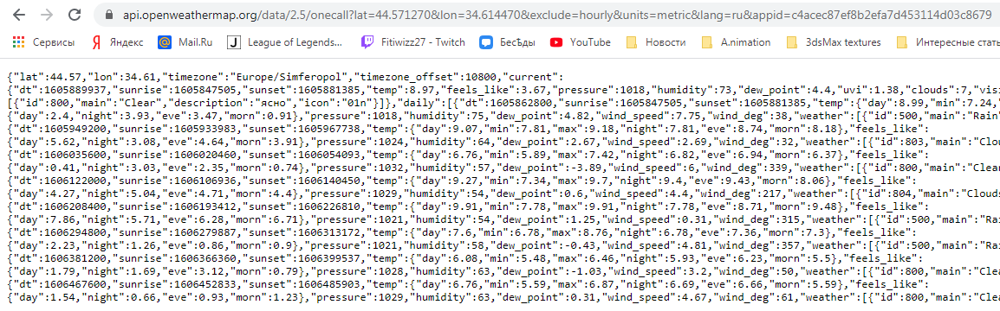 api.openweathermap.org/data/2.5/onecall?lat=44.571270&lon=34.614470&exclude=hourly&units=metric&lang=ru&appid=c4acec87ef8b2efa7d453114d03c8679
Сервисы Яндекс Mail.Ru League of Legends... Fitiwizz27 - Twitch БесЂды YouTube Новости A.nimation 3dsMax textures Интересные стать
{"lat":44.57,"lon":34.61,"timezone":"Europe/Simferopol","timezone_offset":10800,"current":
{"dt":1605889937,"sunrise":1605847505,"sunset":1605881385,"temp":8.97,"feels_like":3.67,"pressure":1018,"humidity":73,"dew_point":4.4,"uvi":1.38,"clouds":7,"vis
[{"id":800,"main":"Clear","description":"ясно","icon":"01n"}]},"daily":[{"dt":1605862800,"sunrise":1605847505,"sunset":1605881385,"temp":{"day":8.99,"min":7.24,
{"day":2.4,"night":3.93,"eve":3.47,"morn":0.91},"pressure":1018,"humidity":75,"dew_point":4.82,"wind_speed":7.75,"wind_deg":38,"weather":[{"id":500,"main":"Rain
{"dt":1605949200,"sunrise":1605933983,"sunset":1605967738,"temp":{"day":9.07,"min":7.81,"max":9.18,"night":7.81,"eve":8.74,"morn":8.18},"feels_like":
{"day":5.62,"night":3.08,"eve":4.64,"morn":3.91},"pressure":1024,"humidity":64,"dew_point":2.67,"wind_speed":2.69,"wind_deg":32,"weather":[{"id":803,"main":"Clou
{"dt":1606035600,"sunrise":1606020460,"sunset":1606054093,"temp":{"day":6.76,"min":5.89,"max":7.42,"night":6.82,"eve":6.94,"morn":6.37},"feels_like":
{"day":0.41,"night":3.03,"eve":2.35,"morn":0.74},"pressure":1032,"humidity":57,"dew_point":-3.89,"wind_speed":6,"wind_deg":339,"weather":[{"id":800,"main":"Clear
{"dt":1606122000,"sunrise":1606106936,"sunset":1606140450,"temp":{"day":9.27,"min":7.34,"max":9.7,"night":9.4,"eve":9.43,"morn":8.06},"feels_like":
{"day":4.27,"night":5.04,"eve":4.71,"morn":4.4},"pressure":1029,"humidity":54,"dew_point":0.6,"wind_speed":4.4,"wind_deg":217,"weather":[{"id":804,"main":"Clouds
{"dt":1606208400,"sunrise":1606193412,"sunset":1606226810,"temp":{"day":9.91,"min":7.78,"max":9.91,"night":7.78,"eve":8.71,"morn":9.48},"feels_like":
{"day":7.86,"night":5.71,"eve":6.28,"morn":6.71},"pressure":1021,"humidity":54,"dew_point":1.25,"wind_speed":0.31,"wind_deg":315,"weather":[{"id":500,"main":"Rai
{"dt":1606294800,"sunrise":1606279887,"sunset":1606313172,"temp":{"day":7.6,"min":6.78,"max":8.76,"night":6.78,"eve":7.36,"morn":7.3},"feels_like":
{"day":2.23,"night":1.26,"eve":0.86,"morn":0.9},"pressure":1021,"humidity":58,"dew_point":-0.43,"wind_speed":4.81,"wind_deg":357,"weather":[{"id":500,"main":"Rai
{"dt":1606381200,"sunrise":1606366360,"sunset":1606399537,"temp":{"day":6.08,"min":5.48,"max":6.46,"night":5.93,"eve":6.23,"morn":5.5},"feels_like":
{"day":1.79,"night":1.69,"eve":3.12,"morn":0.79},"pressure":1028,"humidity":63,"dew_point":-1.03,"wind_speed":3.2,"wind_deg":50,"weather":[{"id":800,"main":"Clear
{"dt":1606467600,"sunrise":1606452833,"sunset":1606485903,"temp":{"day":6.76,"min":5.59,"max":6.87,"night":6.69,"eve":6.66,"morn":5.59},"feels_like":
{"day":1.54,"night":0.66,"eve":0.93,"morn":1.23},"pressure":1029,"humidity":63,"dew_point":0.31,"wind_speed":4.67,"wind_deg":61,"weather":[{"id":800,"main":"Clea